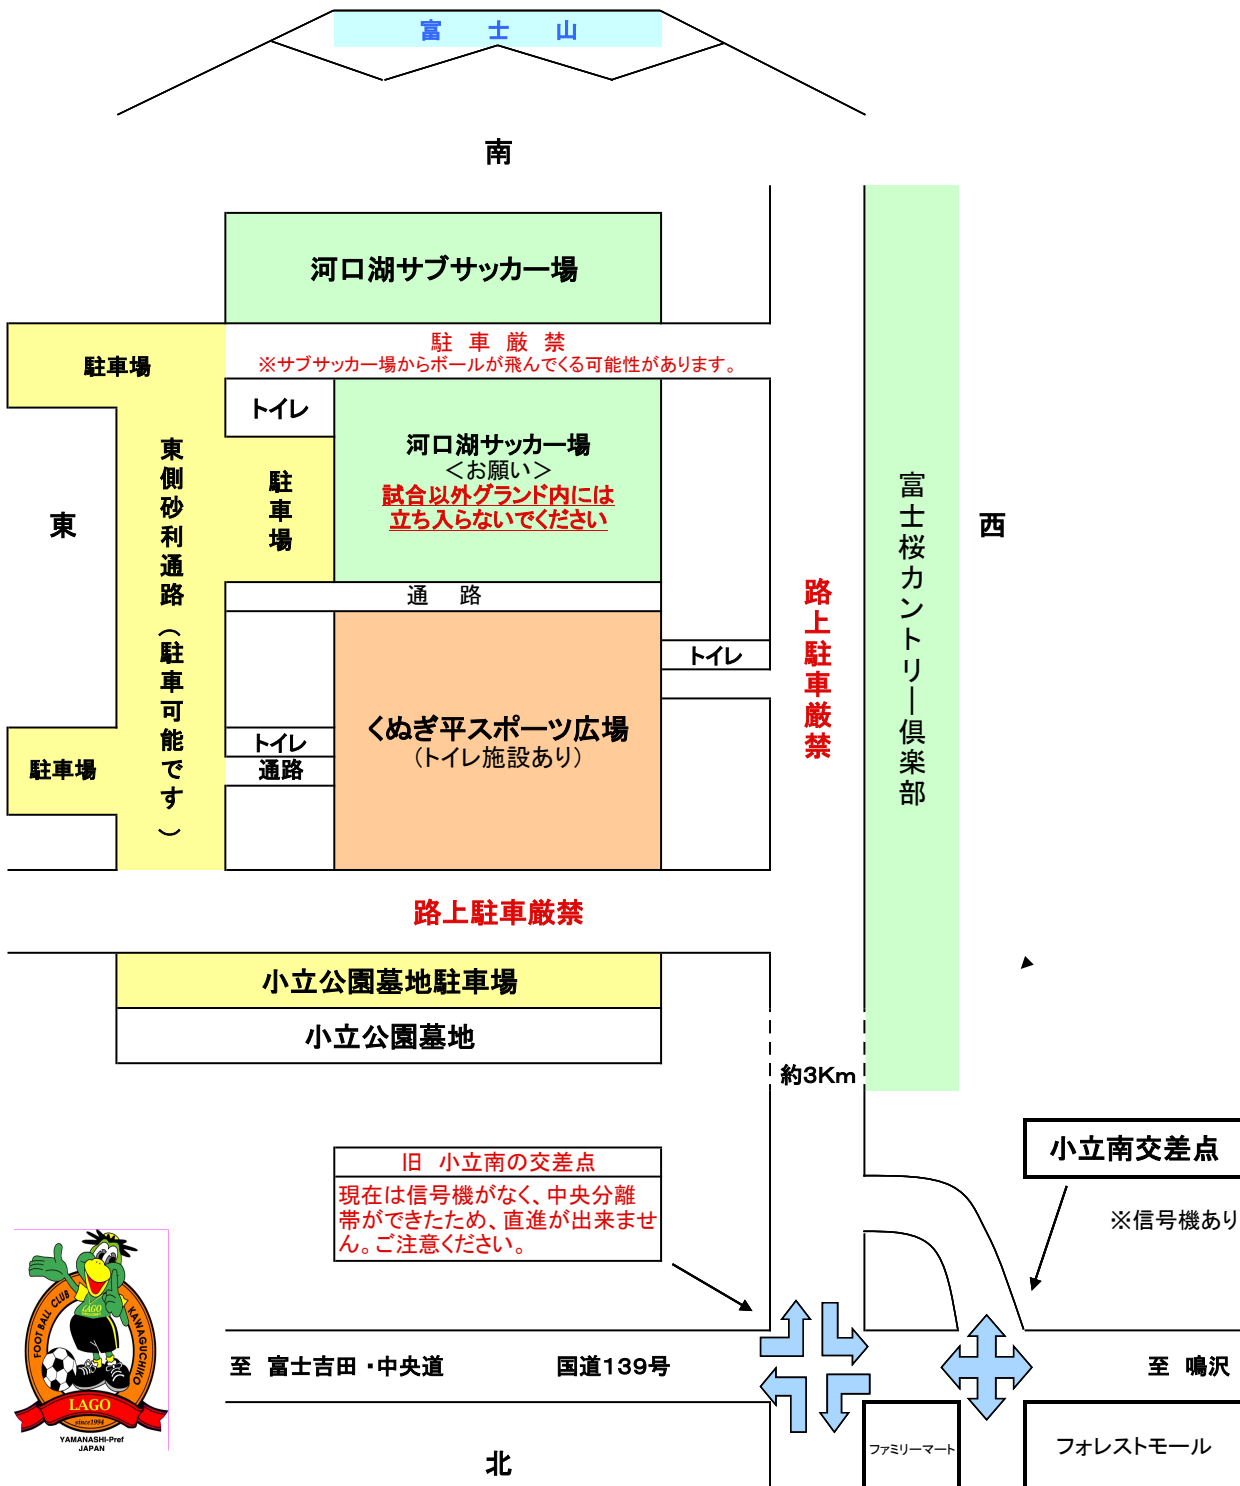 富 士 山
南
河口湖サブサッカー場
駐 車 厳 禁
※サブサッカー場からボールが飛んでくる可能性があります。
駐車場
トイレ
河口湖サッカー場
＜お願い＞
試合以外グランド内には
立ち入らないでください
駐車場
東側砂利通路（駐車可能です）
東
西
富士桜カントリー倶楽部
通 路
路上駐車厳禁
トイレ
くぬぎ平スポーツ広場
（トイレ施設あり）
トイレ
通路
駐車場
路上駐車厳禁
小立公園墓地駐車場
小立公園墓地
約3Km
小立南交差点
※信号機あり
旧 小立南の交差点
現在は信号機がなく、中央分離
帯ができたため、直進が出来ませ
ん。ご注意ください。
FOOT BALL CLUB
KAWAGUCHIKO
LAGO
LAGO
since1994
YAMANASHI-Pref
JAPAN
至 富士吉田・中央道
国道139号
至 鳴沢
ファミリーマート
フォレストモール
北